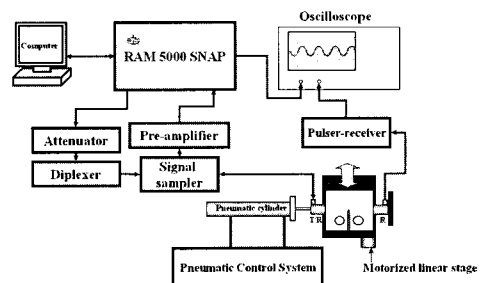 Oscilloscope
Computer
RAM 5000 SNAP
Attenuator
Pre-amplifier
Pulser-receiver
Diplexer
Signal
sampler
Pneumatic cylinder
T/R
R
Pneumatic Control System
Motorized linear stage